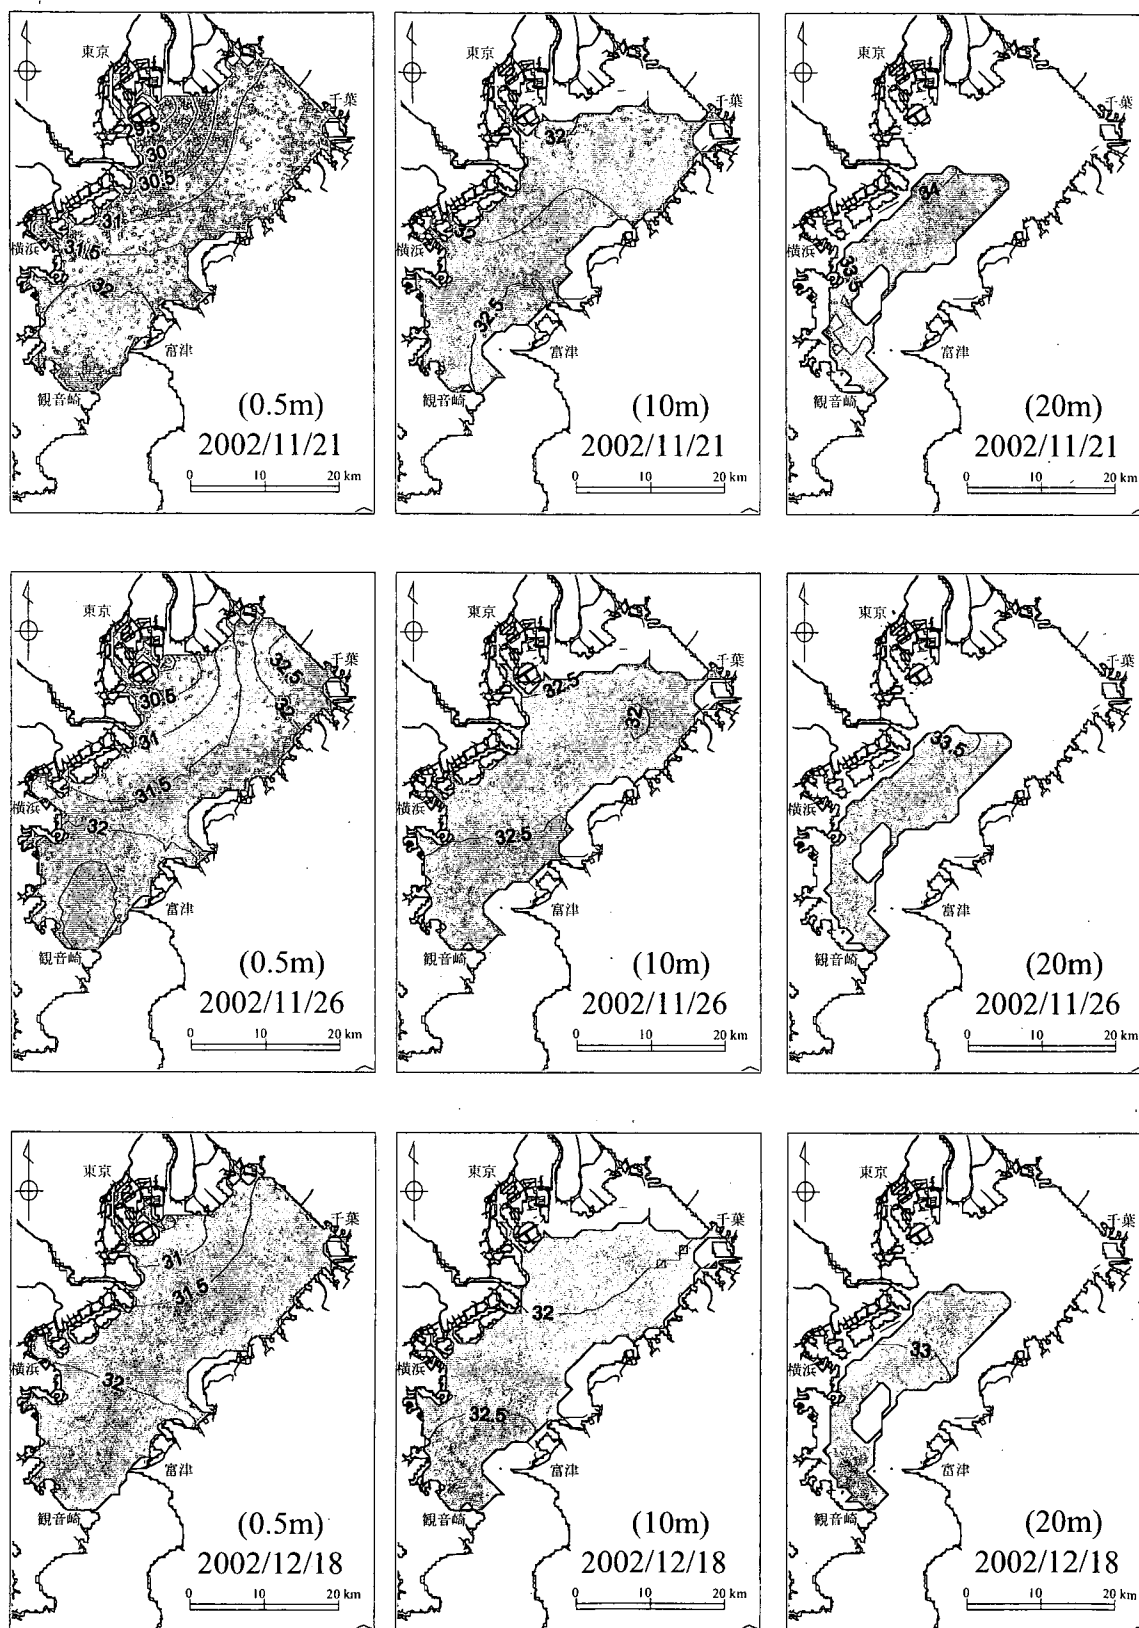 東京
千葉
29.5
30
30.5
31
横浜
31.5
32
富津
観音崎
(0.5m)
2002/11/21
0 10 20 km
東京
千葉
32
32
横浜
32.5
富津
観音崎
(10m)
2002/11/21
0 10 20 km
東京
千葉
34
横浜
33.5
富津
観音崎
(20m)
2002/11/21
0 10 20 km
東京
千葉
32.5
30.5
32
31
31.5
横浜
32
富津
観音崎
(0.5m)
2002/11/26
0 10 20 km
東京
千葉
32.5
32
横浜
32.5
富津
観音崎
(10m)
2002/11/26
0 10 20 km
東京
千葉
33.5
横浜
富津
観音崎
(20m)
2002/11/26
0 10 20 km
東京
千葉
31
31.5
横浜
32
富津
観音崎
(0.5m)
2002/12/18
0 10 20 km
東京
千葉
32
横浜
32.5
富津
観音崎
(10m)
2002/12/18
0 10 20 km
東京
千葉
33
横浜
富津
観音崎
(20m)
2002/12/18
0 10 20 km